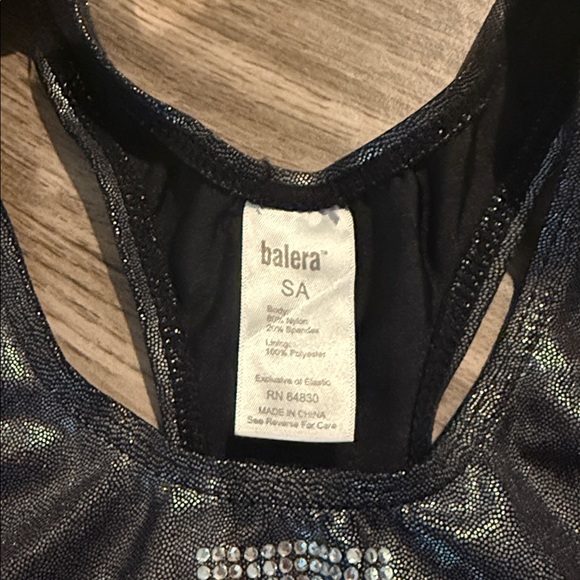 balera™
SA
Body:
80% Nylon
20% Spandex
Lining:
100% Polyester
Exclusive of Elastic
RN 64830
MADE IN CHINA
See Reverse For Care